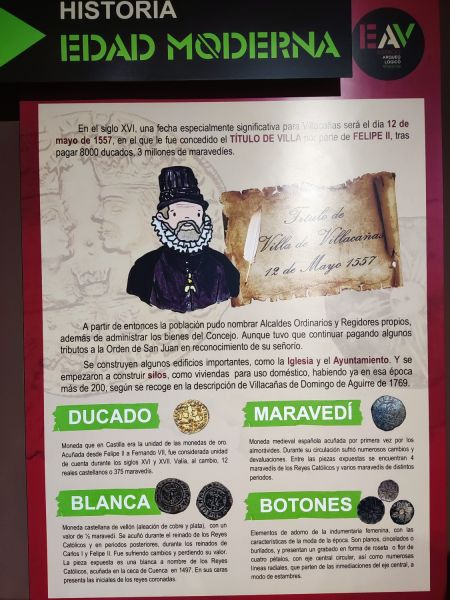 HISTORIA
EDAD MODERNA
EAV
ARQUEO
LÓGICO
En el siglo XVI, una fecha especialmente significativa para Villacañas será el día 12 de
mayo de 1557, en el que le fue concedido el TÍTULO DE VILLA por parte de FELIPE II, tras
pagar 8000 ducados, 3 millones de maravedíes.
Título de
Villa de Villacañas
12 de Mayo 1557
A partir de entonces la población pudo nombrar Alcaldes Ordinarios y Regidores propios,
además de administrar los bienes del Concejo. Aunque tuvo que continuar pagando algunos
tributos a la Orden de San Juan en reconocimiento de su señorío.
Se construyen algunos edificios importantes, como la Iglesia y el Ayuntamiento. Y se
empezaron a construir silos, como viviendas para uso doméstico, habiendo ya en esa época
más de 200, según se recoge en la descripción de Villacañas de Domingo de Aguirre de 1769.
DUCADO
Moneda que en Castilla era la unidad de las monedas de oro.
Acuñada desde Felipe II a Fernando VII, fue considerada unidad
de cuenta durante los siglos XVI y XVII. Valía, al cambio, 12
reales castellanos o 375 maravedís.
MARAVEDÍ
Moneda medieval española acuñada por primera vez por los
almorávides. Durante su circulación sufrió numerosos cambios y
devaluaciones. Entre las piezas expuestas se encuentran 4
maravedís de los Reyes Católicos y varios maravedís de distintos
periodos.
BLANCA
Moneda castellana de vellón (aleación de cobre y plata), con un
valor de ½ maravedí. Se acuñó durante el reinado de los Reyes
Católicos y en periodos posteriores, durante los reinados de
Carlos I y Felipe II. Fue sufriendo cambios y perdiendo su valor.
La pieza expuesta es una blanca a nombre de los Reyes
Católicos, acuñada en la ceca de Cuenca en 1497. En sus caras
presenta las iniciales de los reyes coronadas.
BOTONES
Elementos de adorno de la indumentaria femenina, con las
características de la moda de la época. Son planos, cincelados o
burilados, y presentan un grabado en forma de roseta o flor de
cuatro pétalos, con eje central circular, así como numerosas
líneas radiales, que parten de las inmediaciones del eje central, a
modo de estambres.